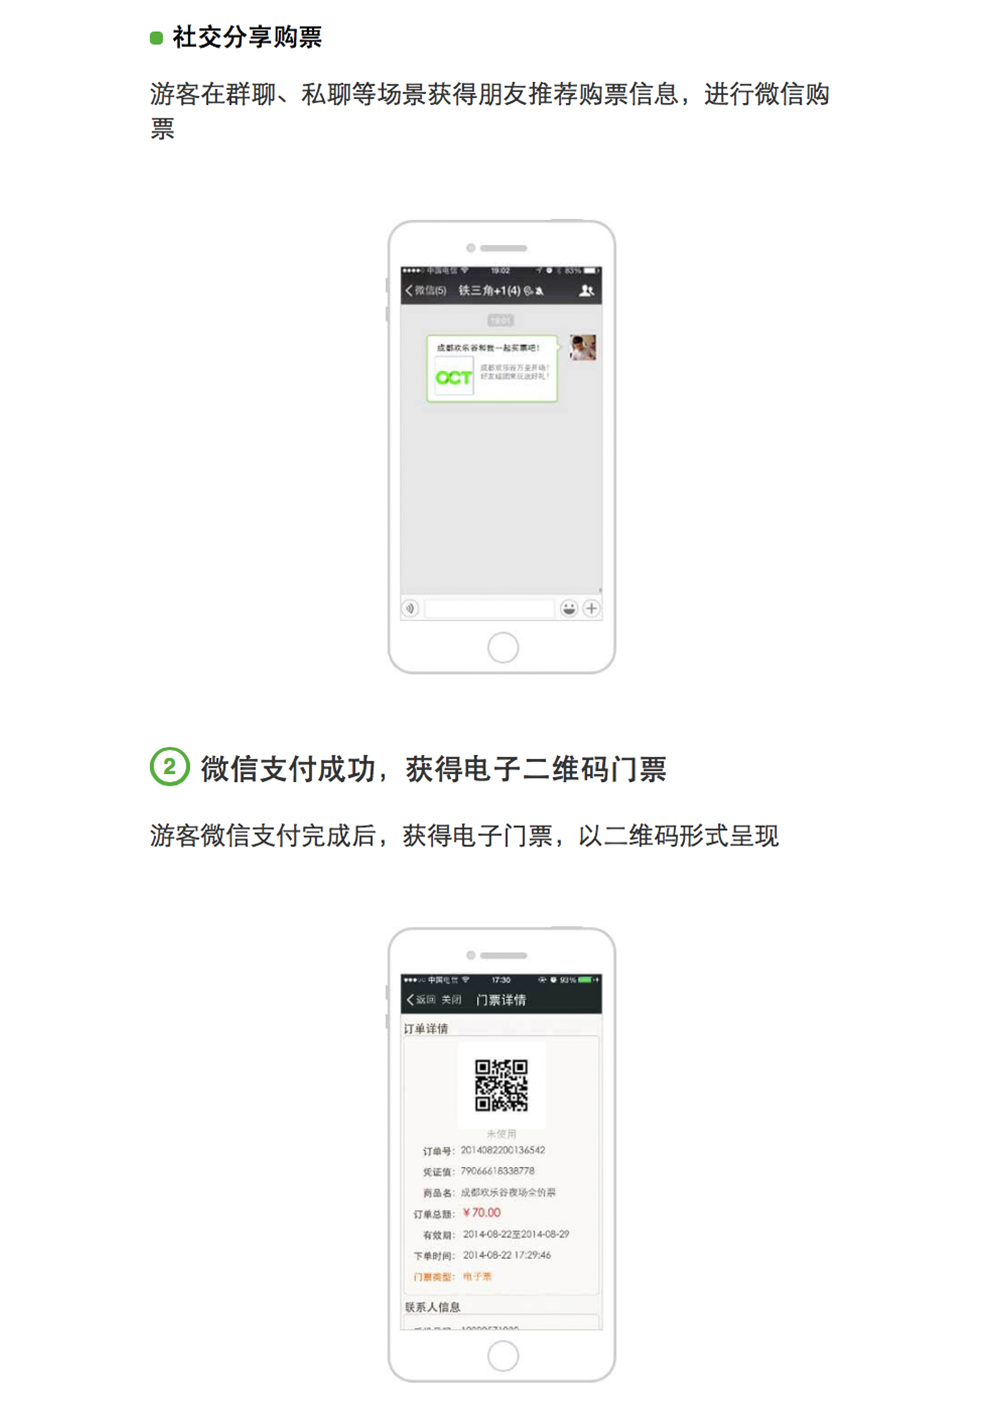 社交分享购票
游客在群聊、私聊等场景获得朋友推荐购票信息，进行微信购
票
中国电信 19:02 83%
微信(5) 铁三角+1(4)
19:01
成都欢乐谷和我一起买票吧！
OCT
成都欢乐谷万圣开场！
好友组团来玩送好礼！
2 微信支付成功，获得电子二维码门票
游客微信支付完成后，获得电子门票，以二维码形式呈现
中国电信 17:30 93%
返回 关闭 门票详情
订单详情
未使用
订单号：2014082200136542
凭证值：79066618338778
商品名：成都欢乐谷夜场全价票
订单总额：￥70.00
有效期：2014-08-22至2014-08-29
下单时间：2014-08-22 17:29:46
门票类型：电子票
联系人信息